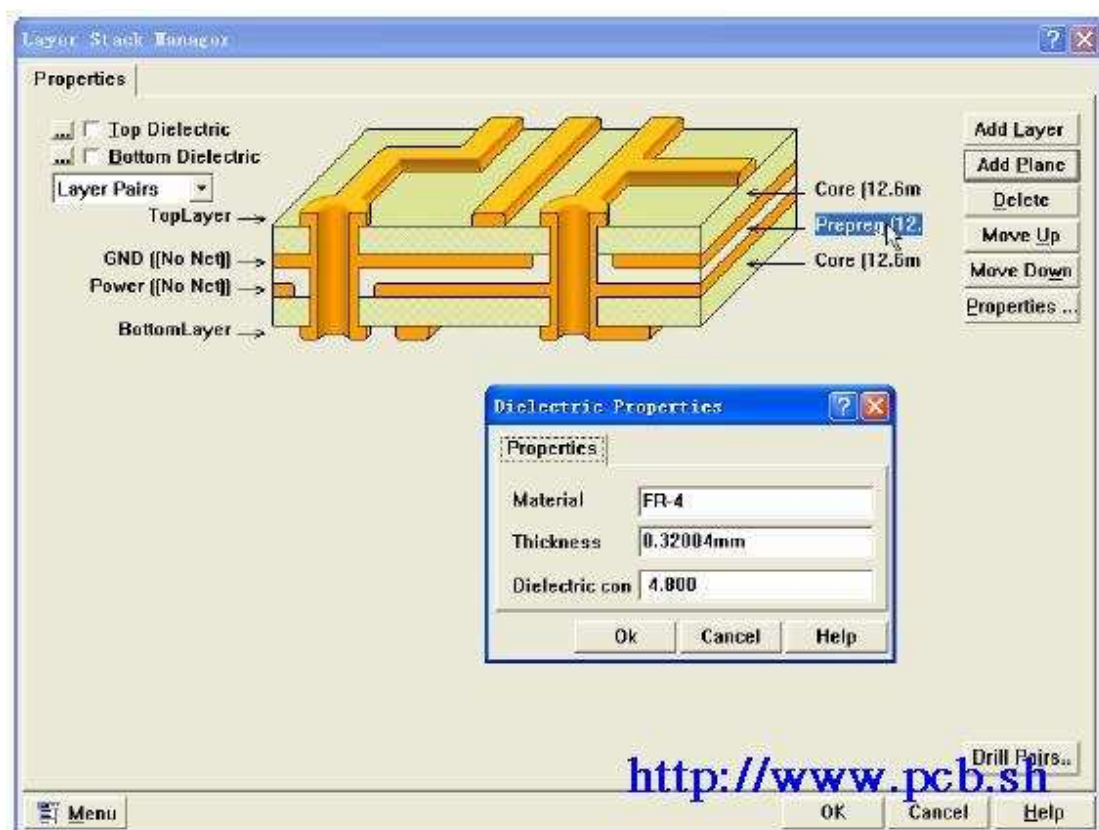 Layer Stack Manager
Properties
... Top Dielectric
... Bottom Dielectric
Layer Pairs
TopLayer
GND ([No Net])
Power ([No Net])
BottomLayer
Core (12.6m
Prepreg (12.
Core (12.6m
Add Layer
Add Plane
Delete
Move Up
Move Down
Properties ...
Dielectric Properties
Properties
Material FR-4
Thickness 0.32004mm
Dielectric con 4.800
Ok Cancel Help
Drill Pairs..
http://www.pcb.sh
Menu OK Cancel Help